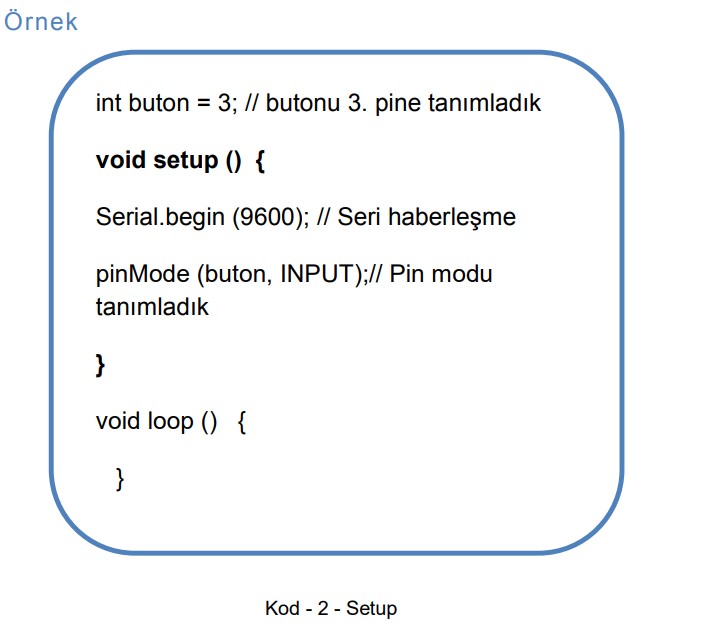 Örnek
int buton = 3; // butonu 3. pine tanımladık
void setup () {
Serial.begin (9600); // Seri haberleşme
pinMode (buton, INPUT);// Pin modu
tanımladık
}
void loop () {
}
Kod - 2 - Setup